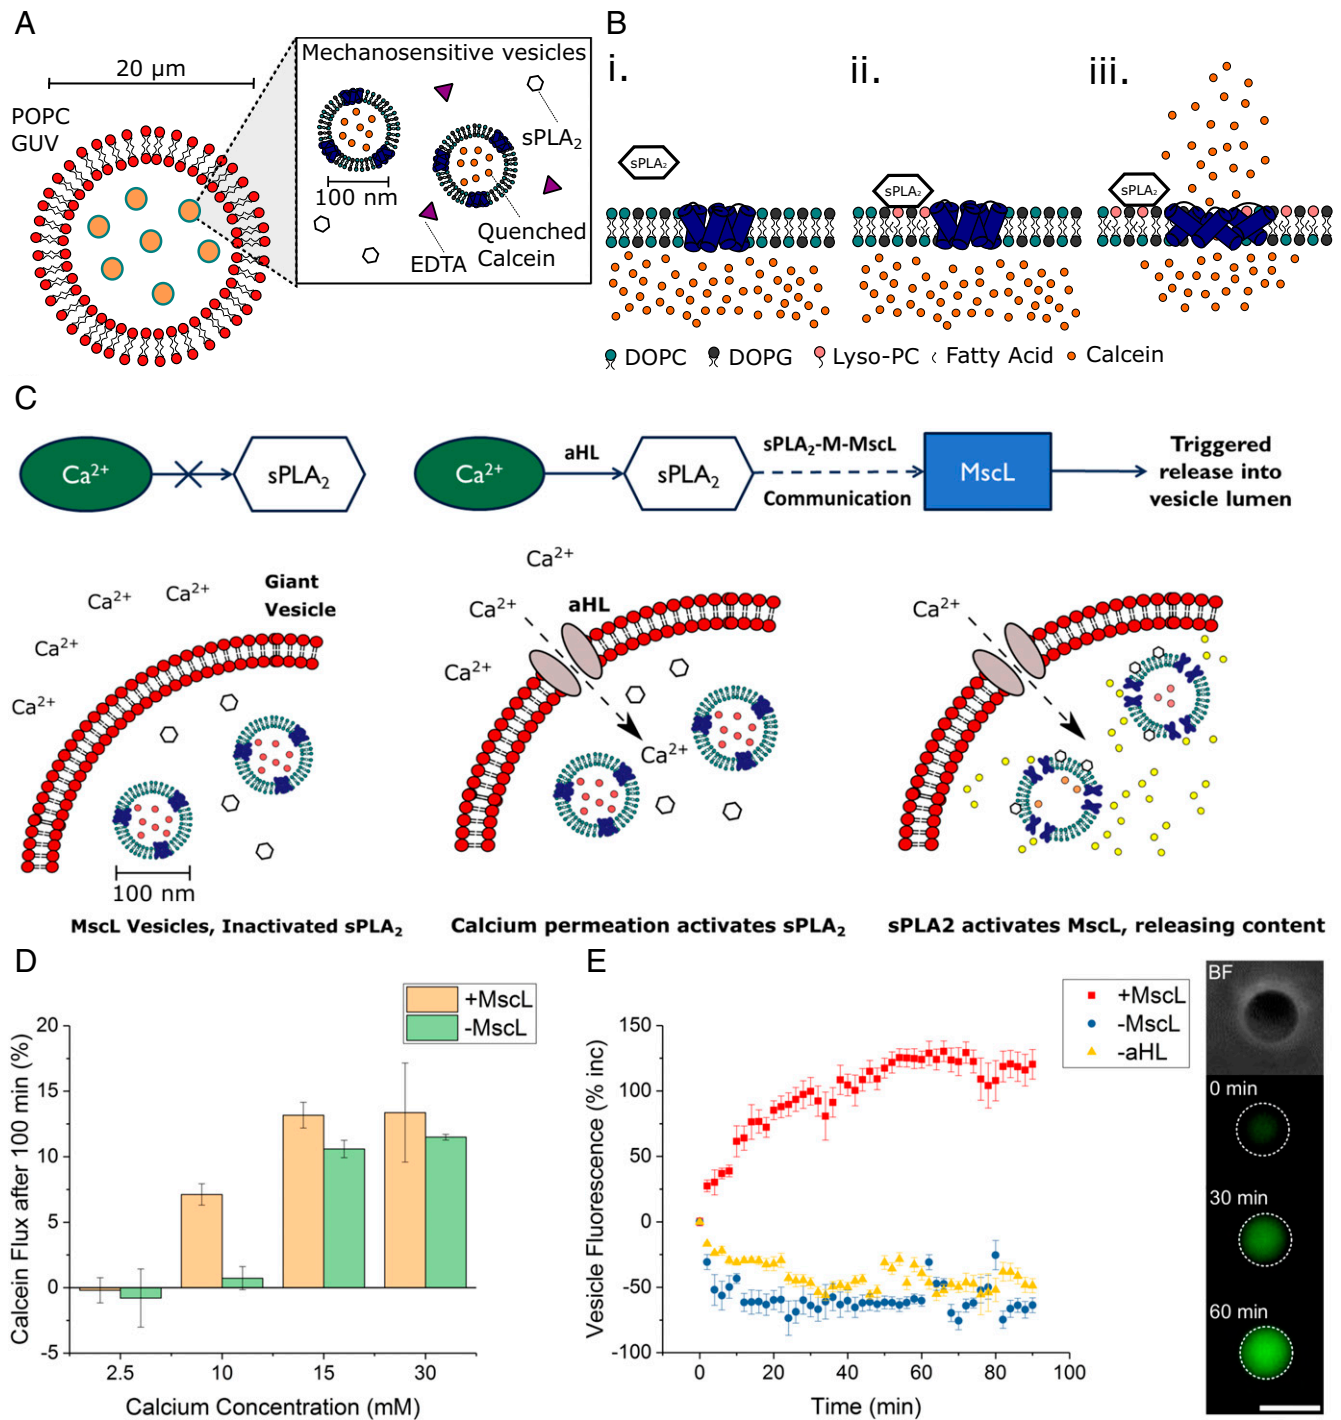 A
20 µm
POPC
GUV
Mechanosensitive vesicles
sPLA₂
100 nm
EDTA
Quenched
Calcein
B
i.
ii.
iii.
sPLA₂
sPLA₂
sPLA₂
DOPC
DOPG
Lyso-PC
Fatty Acid
Calcein
C
Ca²⁺
sPLA₂
Ca²⁺
aHL
sPLA₂
sPLA₂-M-MscL
Communication
MscL
Triggered
release into
vesicle lumen
Ca²⁺
Ca²⁺
Ca²⁺
Ca²⁺
Giant
Vesicle
100 nm
MscL Vesicles, Inactivated sPLA₂
Ca²⁺
Ca²⁺
Ca²⁺
aHL
Ca²⁺
Calcium permeation activates sPLA₂
Ca²⁺
sPLA2 activates MscL, releasing content
D
+MscL
-MscL
Calcein Flux after 100 min (%)
20
15
10
5
0
-5
2.5
10
15
30
Calcium Concentration (mM)
E
+MscL
-MscL
-aHL
Vesicle Fluorescence (% inc)
150
100
50
0
-50
-100
0
20
40
60
80
100
Time (min)
BF
0 min
30 min
60 min